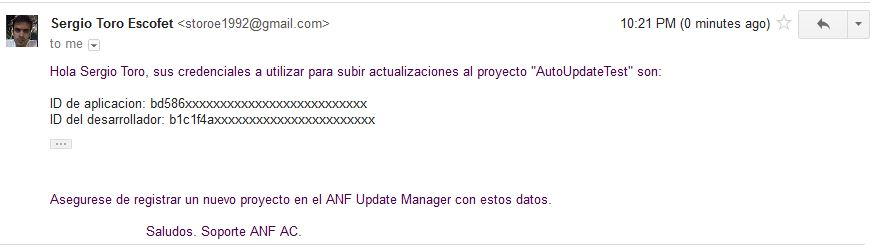 Sergio Toro Escofet <storoe1992@gmail.com> 10:21 PM (0 minutes ago)
to me
Hola Sergio Toro, sus credenciales a utilizar para subir actualizaciones al proyecto "AutoUpdateTest" son:
ID de aplicacion: bd586xxxxxxxxxxxxxxxxxxxxxxxxxxx
ID del desarrollador: b1c1f4axxxxxxxxxxxxxxxxxxxxxxxx
...
Asegurese de registrar un nuevo proyecto en el ANF Update Manager con estos datos.
Saludos. Soporte ANF AC.